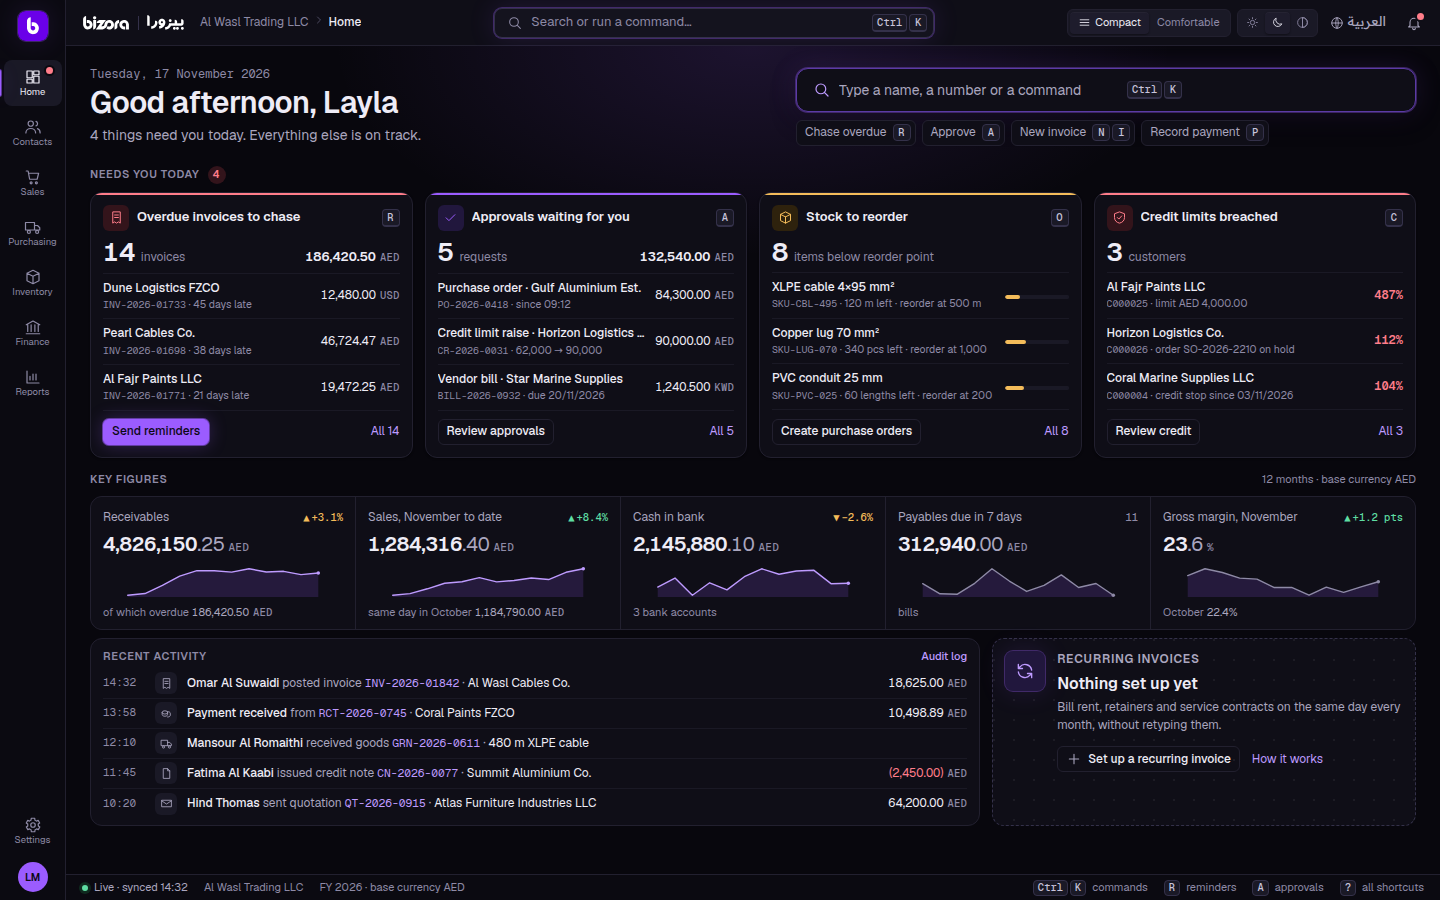 bizora | بيزورا
Al Wasl Trading LLC > Home
Search or run a command... Ctrl K
Compact Comfortable
العربية
Home
Contacts
Sales
Purchasing
Inventory
Finance
Reports
Settings
LM
Tuesday, 17 November 2026
Good afternoon, Layla
4 things need you today. Everything else is on track.
Type a name, a number or a command Ctrl K
Chase overdue R Approve A New invoice N I Record payment P
NEEDS YOU TODAY 4
Overdue invoices to chase R
14 invoices 186,420.50 AED
Dune Logistics FZCO 12,480.00 USD
INV-2026-01733 · 45 days late
Pearl Cables Co. 46,724.47 AED
INV-2026-01698 · 38 days late
Al Fajr Paints LLC 19,472.25 AED
INV-2026-01771 · 21 days late
Send reminders All 14
Approvals waiting for you A
5 requests 132,540.00 AED
Purchase order · Gulf Aluminium Est. 84,300.00 AED
PO-2026-0418 · since 09:12
Credit limit raise · Horizon Logistics ... 90,000.00 AED
CR-2026-0031 · 62,000 → 90,000
Vendor bill · Star Marine Supplies 1,240.500 KWD
BILL-2026-0932 · due 20/11/2026
Review approvals All 5
Stock to reorder O
8 items below reorder point
XLPE cable 4×95 mm²
SKU-CBL-495 · 120 m left · reorder at 500 m
Copper lug 70 mm²
SKU-LUG-070 · 340 pcs left · reorder at 1,000
PVC conduit 25 mm
SKU-PVC-025 · 60 lengths left · reorder at 200
Create purchase orders All 8
Credit limits breached C
3 customers
Al Fajr Paints LLC 487%
C000025 · limit AED 4,000.00
Horizon Logistics Co. 112%
C000026 · order SO-2026-2210 on hold
Coral Marine Supplies LLC 104%
C000004 · credit stop since 03/11/2026
Review credit All 3
KEY FIGURES 12 months · base currency AED
Receivables ▲+3.1%
4,826,150.25 AED
of which overdue 186,420.50 AED
Sales, November to date ▲+8.4%
1,284,316.40 AED
same day in October 1,184,790.00 AED
Cash in bank ▼-2.6%
2,145,880.10 AED
3 bank accounts
Payables due in 7 days 11
312,940.00 AED
bills
Gross margin, November ▲+1.2 pts
23.6 %
October 22.4%
RECENT ACTIVITY Audit log
14:32 Omar Al Suwaidi posted invoice INV-2026-01842 · Al Wasl Cables Co. 18,625.00 AED
13:58 Payment received from RCT-2026-0745 · Coral Paints FZCO 10,498.89 AED
12:10 Mansour Al Romaithi received goods GRN-2026-0611 · 480 m XLPE cable
11:45 Fatima Al Kaabi issued credit note CN-2026-0077 · Summit Aluminium Co. (2,450.00) AED
10:20 Hind Thomas sent quotation QT-2026-0915 · Atlas Furniture Industries LLC 64,200.00 AED
RECURRING INVOICES
Nothing set up yet
Bill rent, retainers and service contracts on the same day every
month, without retyping them.
Set up a recurring invoice How it works
Live · synced 14:32 Al Wasl Trading LLC FY 2026 · base currency AED
Ctrl K commands R reminders A approvals ? all shortcuts